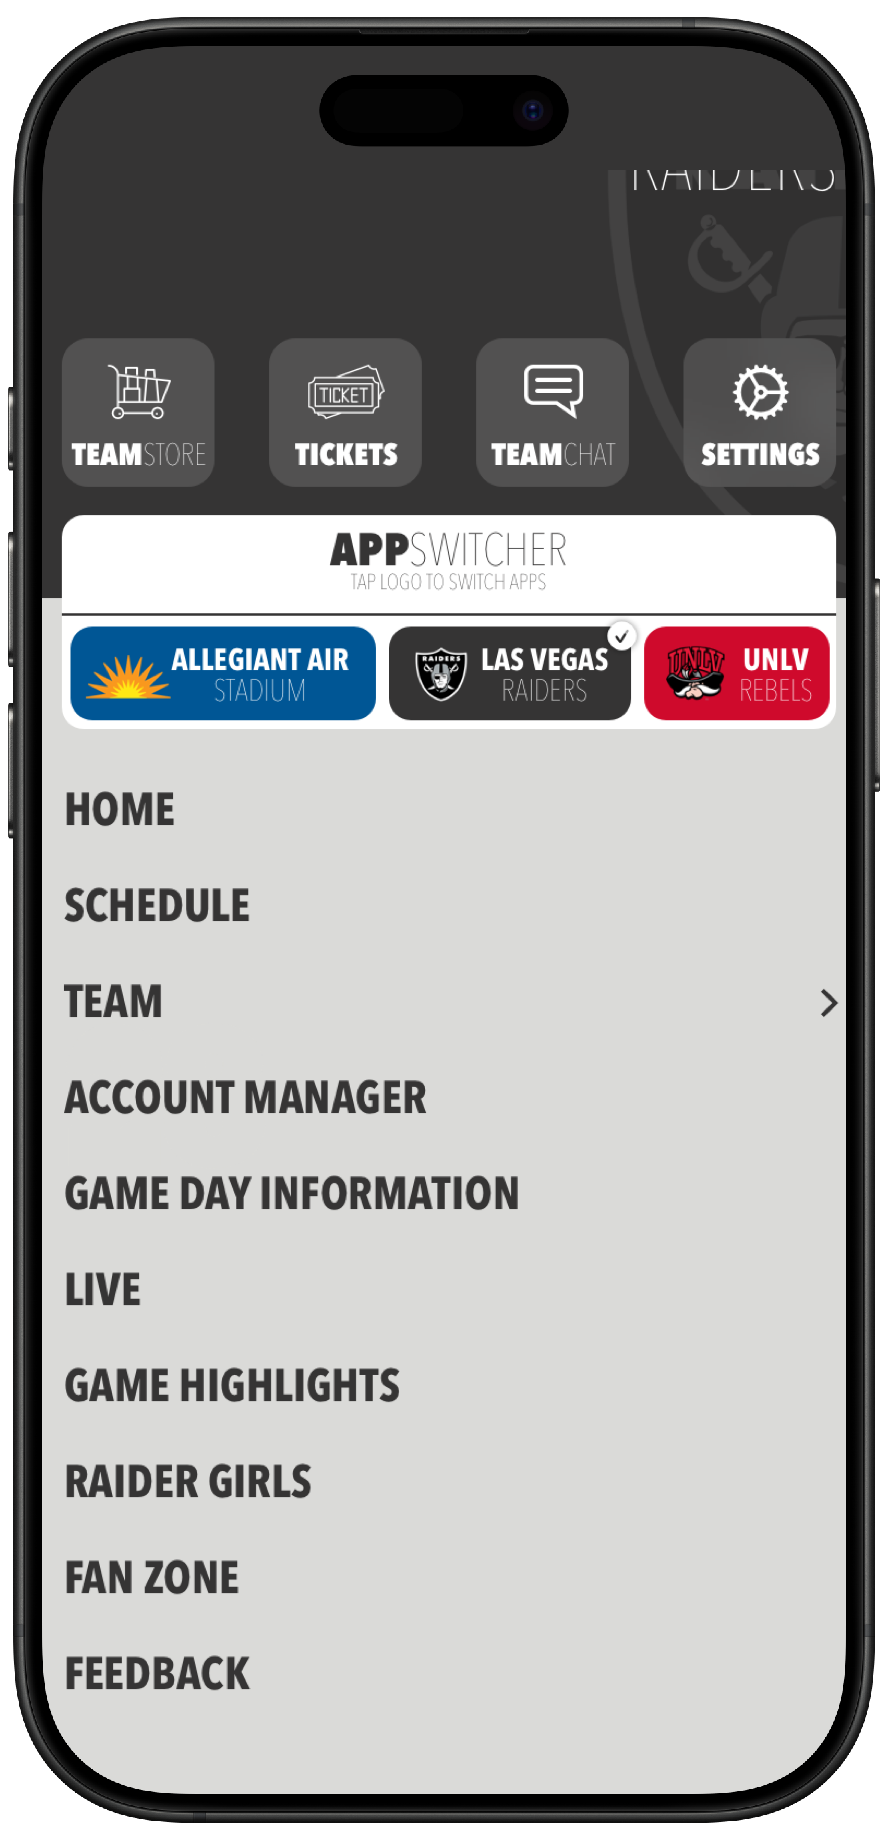 RAIDERS
TEAMSTORE
TICKET
TICKETS
TEAMCHAT
SETTINGS
APPSWITCHER
TAP LOGO TO SWITCH APPS
ALLEGIANT AIR
STADIUM
RAIDERS
LAS VEGAS
RAIDERS
UNLV
UNLV
REBELS
HOME
SCHEDULE
TEAM
ACCOUNT MANAGER
GAME DAY INFORMATION
LIVE
GAME HIGHLIGHTS
RAIDER GIRLS
FAN ZONE
FEEDBACK